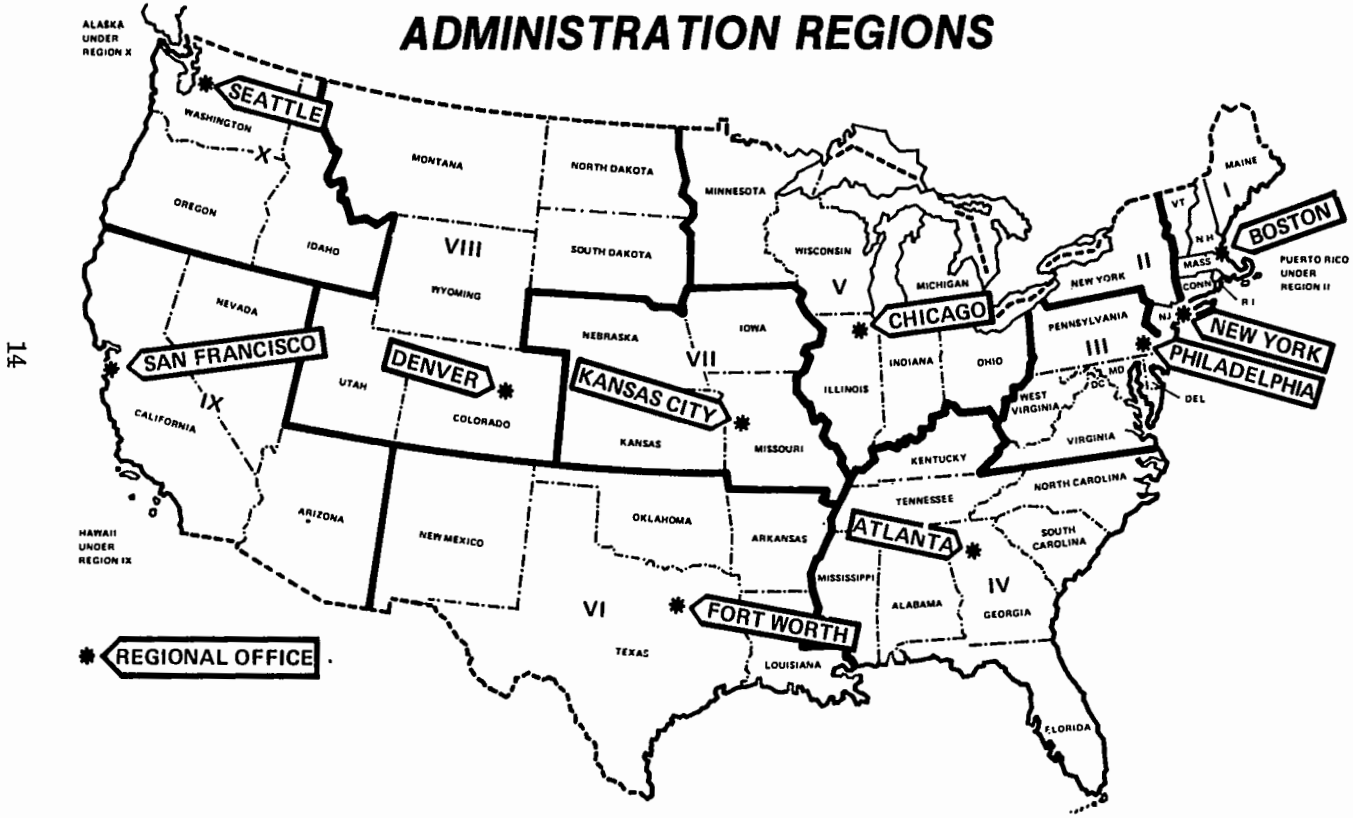 ADMINISTRATION REGIONS
ALASKA
UNDER
REGION X
SEATTLE
WASHINGTON
X
OREGON
IDAHO
MONTANA
NORTH DAKOTA
SOUTH DAKOTA
VIII
WYOMING
MINNESOTA
WISCONSIN
V
MICHIGAN
CHICAGO
ILLINOIS
INDIANA
OHIO
MAINE
I
VT
NH
MASS
CONN
R I
BOSTON
PUERTO RICO
UNDER
REGION II
II
NEW YORK
NJ
NEW YORK
PENNSYLVANIA
III
PHILADELPHIA
MD
DC
DEL
WEST
VIRGINIA
VIRGINIA
NEVADA
SAN FRANCISCO
IX
CALIFORNIA
UTAH
DENVER
COLORADO
ARIZONA
NEW MEXICO
NEBRASKA
IOWA
VII
KANSAS CITY
KANSAS
MISSOURI
KENTUCKY
TENNESSEE
NORTH CAROLINA
SOUTH
CAROLINA
ATLANTA
IV
GEORGIA
ALABAMA
MISSISSIPPI
FLORIDA
OKLAHOMA
ARKANSAS
VI
FORT WORTH
TEXAS
LOUISIANA
HAWAII
UNDER
REGION IX
REGIONAL OFFICE
14